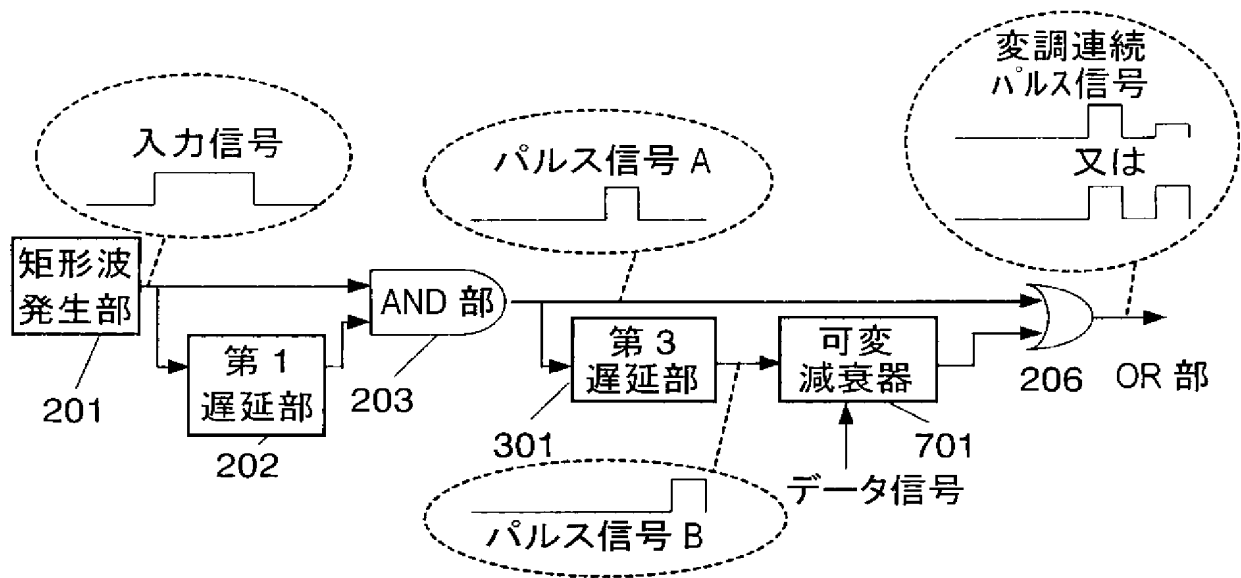 変調連続
パルス信号
又は
入力信号
パルス信号 A
矩形波
発生部
201
第1
遅延部
202
AND 部
203
第3
遅延部
301
可変
減衰器
701
データ信号
206
OR 部
パルス信号 B